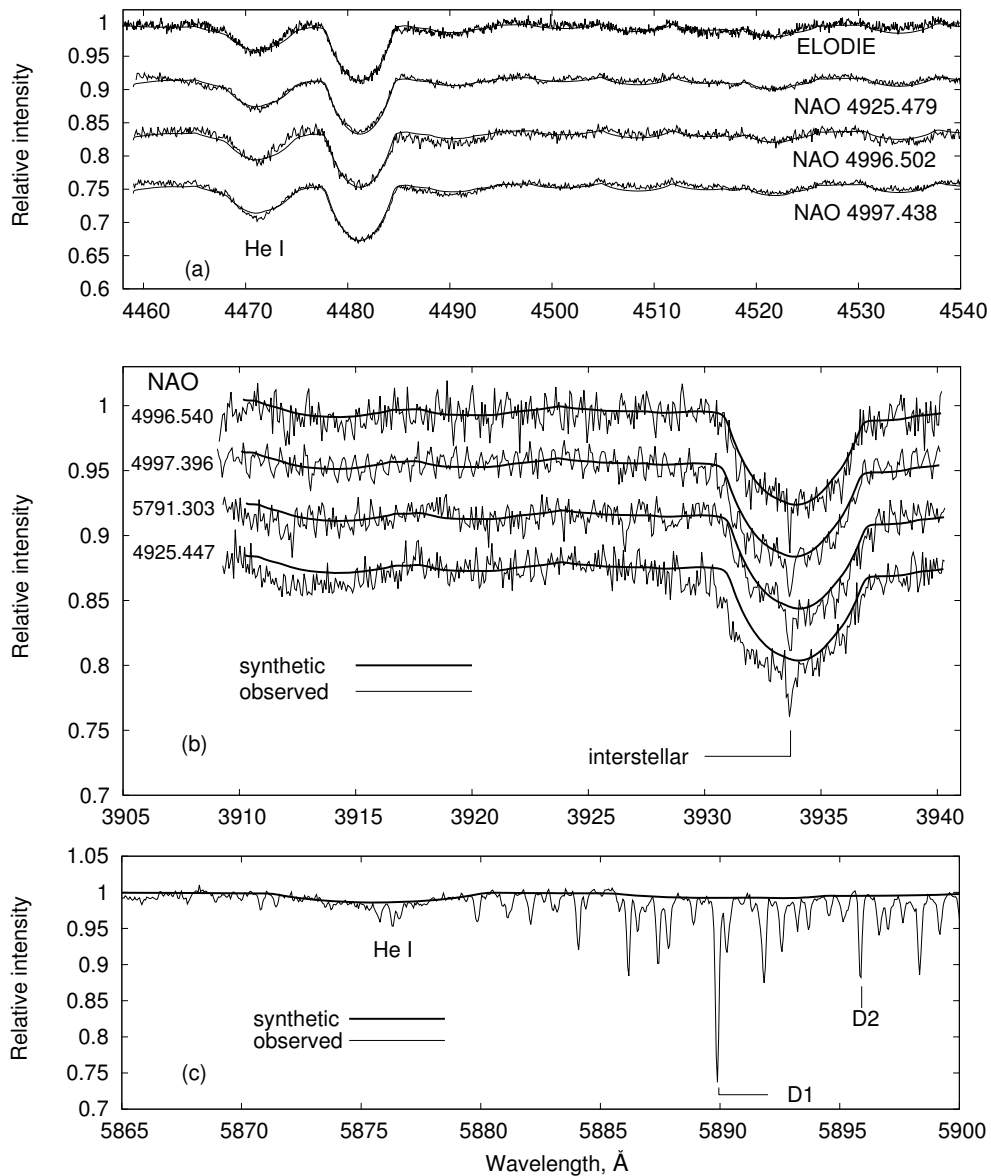 1
0.95
0.9
0.85
0.8
0.75
0.7
0.65
0.6
Relative intensity
ELODIE
NAO 4925.479
NAO 4996.502
NAO 4997.438
He I
(a)
4460 4470 4480 4490 4500 4510 4520 4530 4540
1
0.95
0.9
0.85
0.8
0.75
0.7
Relative intensity
NAO
4996.540
4997.396
5791.303
4925.447
synthetic
observed
(b)
interstellar
3905 3910 3915 3920 3925 3930 3935 3940
1.05
1
0.95
0.9
0.85
0.8
0.75
0.7
Relative intensity
He I
synthetic
observed
D2
(c)
D1
5865 5870 5875 5880 5885 5890 5895 5900
Wavelength, Å